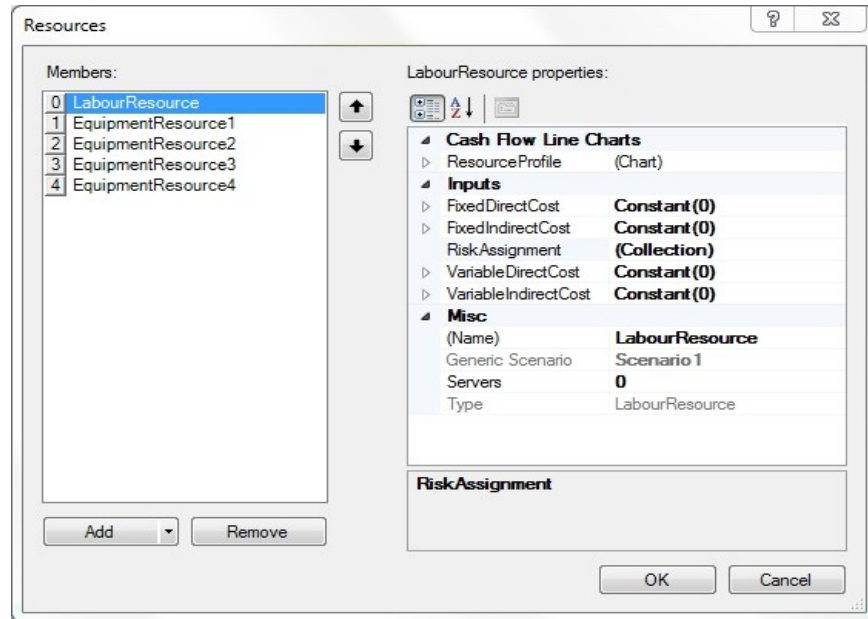 Resources
Members:
0 LabourResource
1 EquipmentResource1
2 EquipmentResource2
3 EquipmentResource3
4 EquipmentResource4
Add
Remove
LabourResource properties:
Cash Flow Line Charts
ResourceProfile (Chart)
Inputs
FixedDirectCost Constant(0)
FixedIndirectCost Constant(0)
RiskAssignment (Collection)
VariableDirectCost Constant(0)
VariableIndirectCost Constant(0)
Misc
(Name) LabourResource
Generic Scenario Scenario1
Servers 0
Type LabourResource
RiskAssignment
OK
Cancel